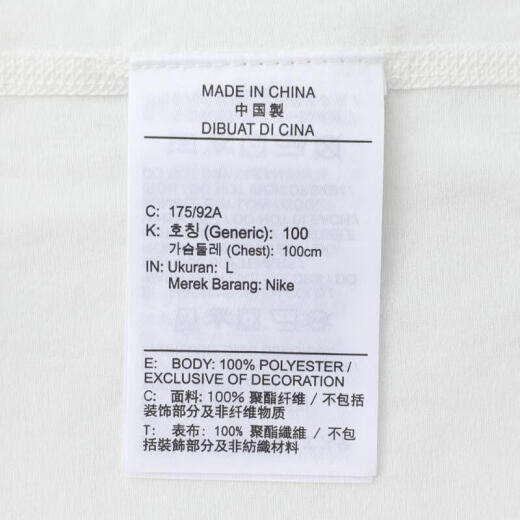 MADE IN CHINA
中国製
DIBUAT DI CINA
C: 175/92A
K: 호칭 (Generic): 100
가슴둘레 (Chest): 100cm
IN: Ukuran: L
Merek Barang: Nike
E: BODY: 100% POLYESTER /
EXCLUSIVE OF DECORATION
C: 面料: 100% 聚酯纤维 / 不包括
装饰部分及非纤维物质
T: 表布: 100% 聚酯纖維 / 不包
括裝飾部分及非紡織材料